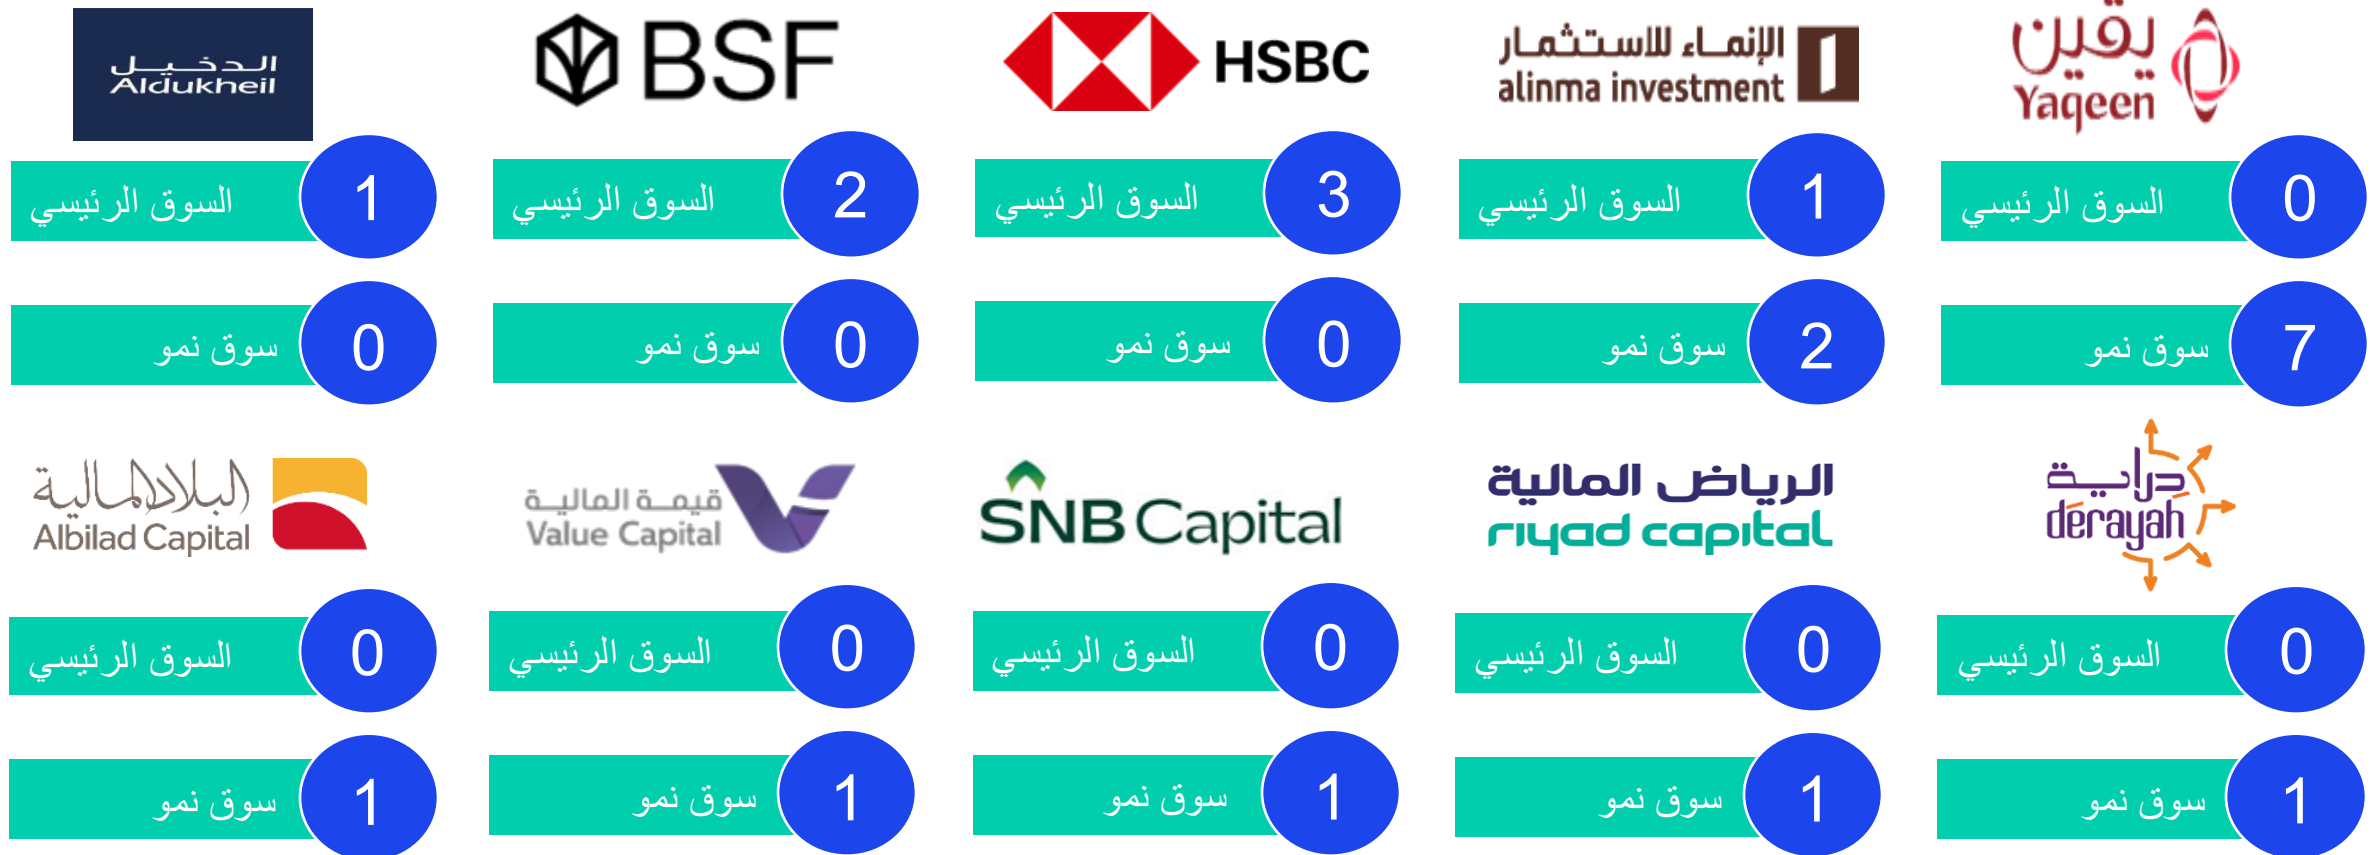 الدخيل
Aldukheil
السوق الرئيسي 1
سوق نمو 0
BSF
السوق الرئيسي 2
سوق نمو 0
HSBC
السوق الرئيسي 3
سوق نمو 0
الإنماء للاستثمار
alinma investment
السوق الرئيسي 1
سوق نمو 2
يقين
Yaqeen
السوق الرئيسي 0
سوق نمو 7
البلاد المالية
Albilad Capital
السوق الرئيسي 0
سوق نمو 1
قيمة المالية
Value Capital
السوق الرئيسي 0
سوق نمو 1
SNB Capital
السوق الرئيسي 0
سوق نمو 1
الرياض المالية
riyad capital
السوق الرئيسي 0
سوق نمو 1
دراية
derayah
السوق الرئيسي 0
سوق نمو 1